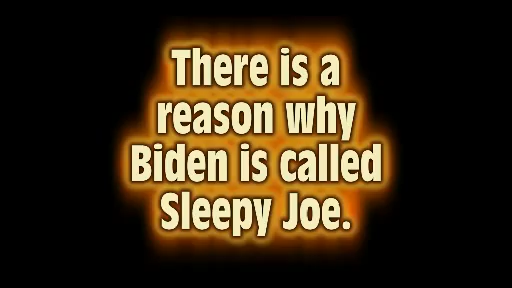 There is a
reason why
Biden is called
Sleepy Joe.